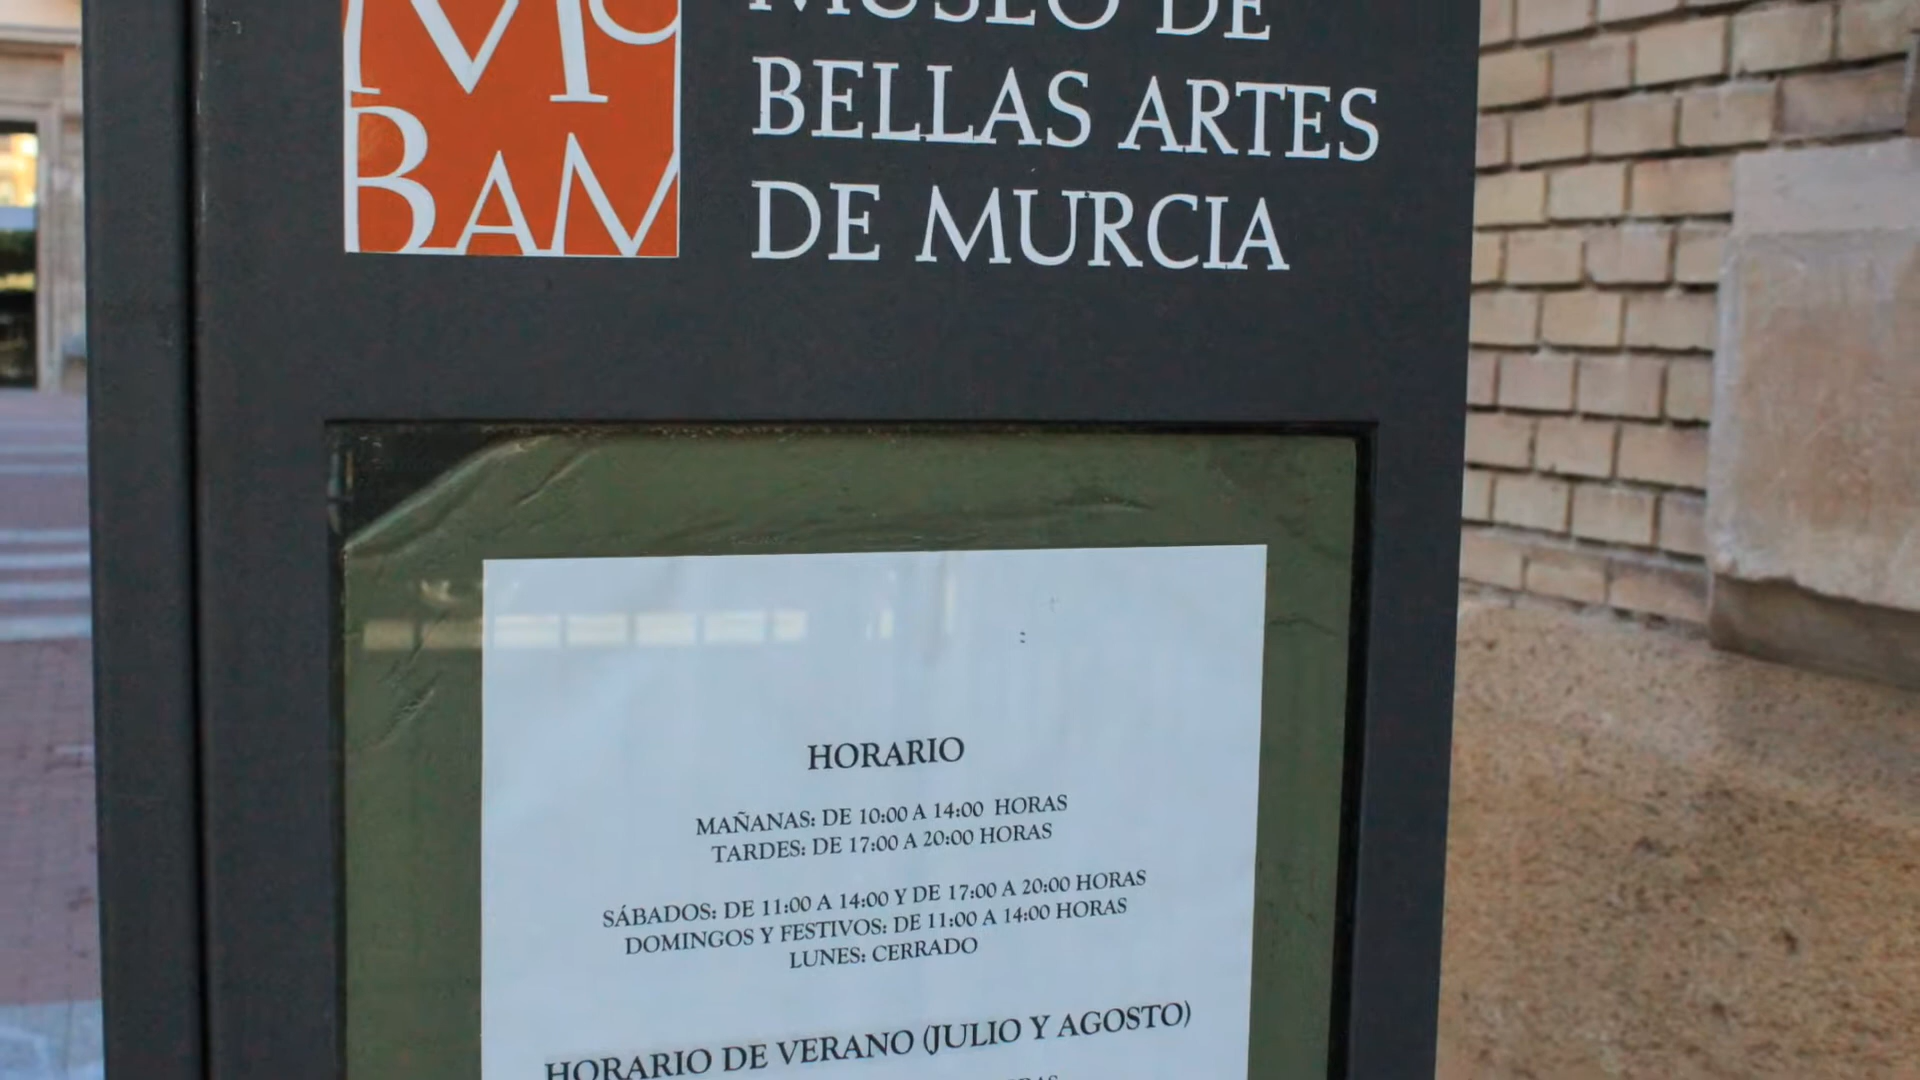 MU
BAM
MUSEO DE
BELLAS ARTES
DE MURCIA
HORARIO
MAÑANAS: DE 10:00 A 14:00 HORAS
TARDES: DE 17:00 A 20:00 HORAS
SÁBADOS: DE 11:00 A 14:00 Y DE 17:00 A 20:00 HORAS
DOMINGOS Y FESTIVOS: DE 11:00 A 14:00 HORAS
LUNES: CERRADO
HORARIO DE VERANO (JULIO Y AGOSTO)